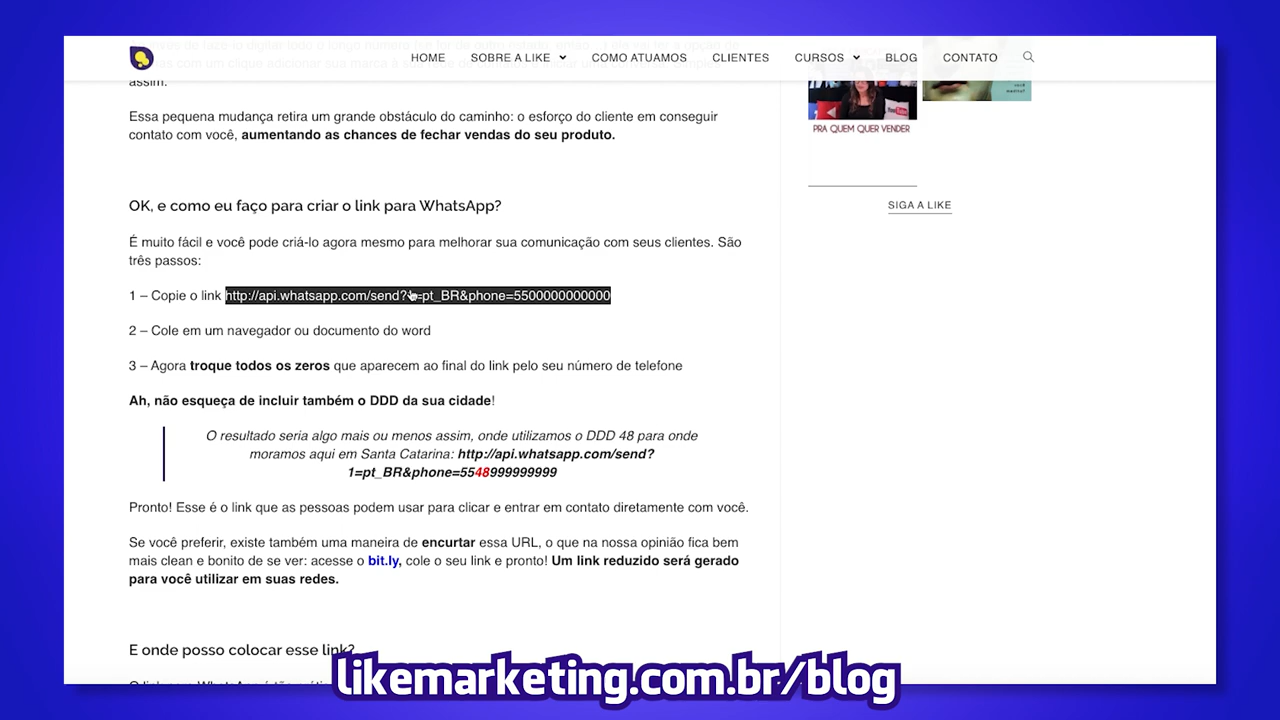 HOME SOBRE A LIKE COMO ATUAMOS CLIENTES CURSOS BLOG CONTATO
assim.
Essa pequena mudança retira um grande obstáculo do caminho: o esforço do cliente em conseguir
contato com você, aumentando as chances de fechar vendas do seu produto.
PRA QUEM QUER VENDER
SIGA A LIKE
OK, e como eu faço para criar o link para WhatsApp?
É muito fácil e você pode criá-lo agora mesmo para melhorar sua comunicação com seus clientes. São
três passos:
1 – Copie o link http://api.whatsapp.com/send?1=pt_BR&phone=5500000000000
2 – Cole em um navegador ou documento do word
3 – Agora troque todos os zeros que aparecem ao final do link pelo seu número de telefone
Ah, não esqueça de incluir também o DDD da sua cidade!
O resultado seria algo mais ou menos assim, onde utilizamos o DDD 48 para onde
moramos aqui em Santa Catarina: http://api.whatsapp.com/send?
1=pt_BR&phone=5548999999999
Pronto! Esse é o link que as pessoas podem usar para clicar e entrar em contato diretamente com você.
Se você preferir, existe também uma maneira de encurtar essa URL, o que na nossa opinião fica bem
mais clean e bonito de se ver: acesse o bit.ly, cole o seu link e pronto! Um link reduzido será gerado
para você utilizar em suas redes.
E onde posso colocar esse link?
likemarketing.com.br/blog